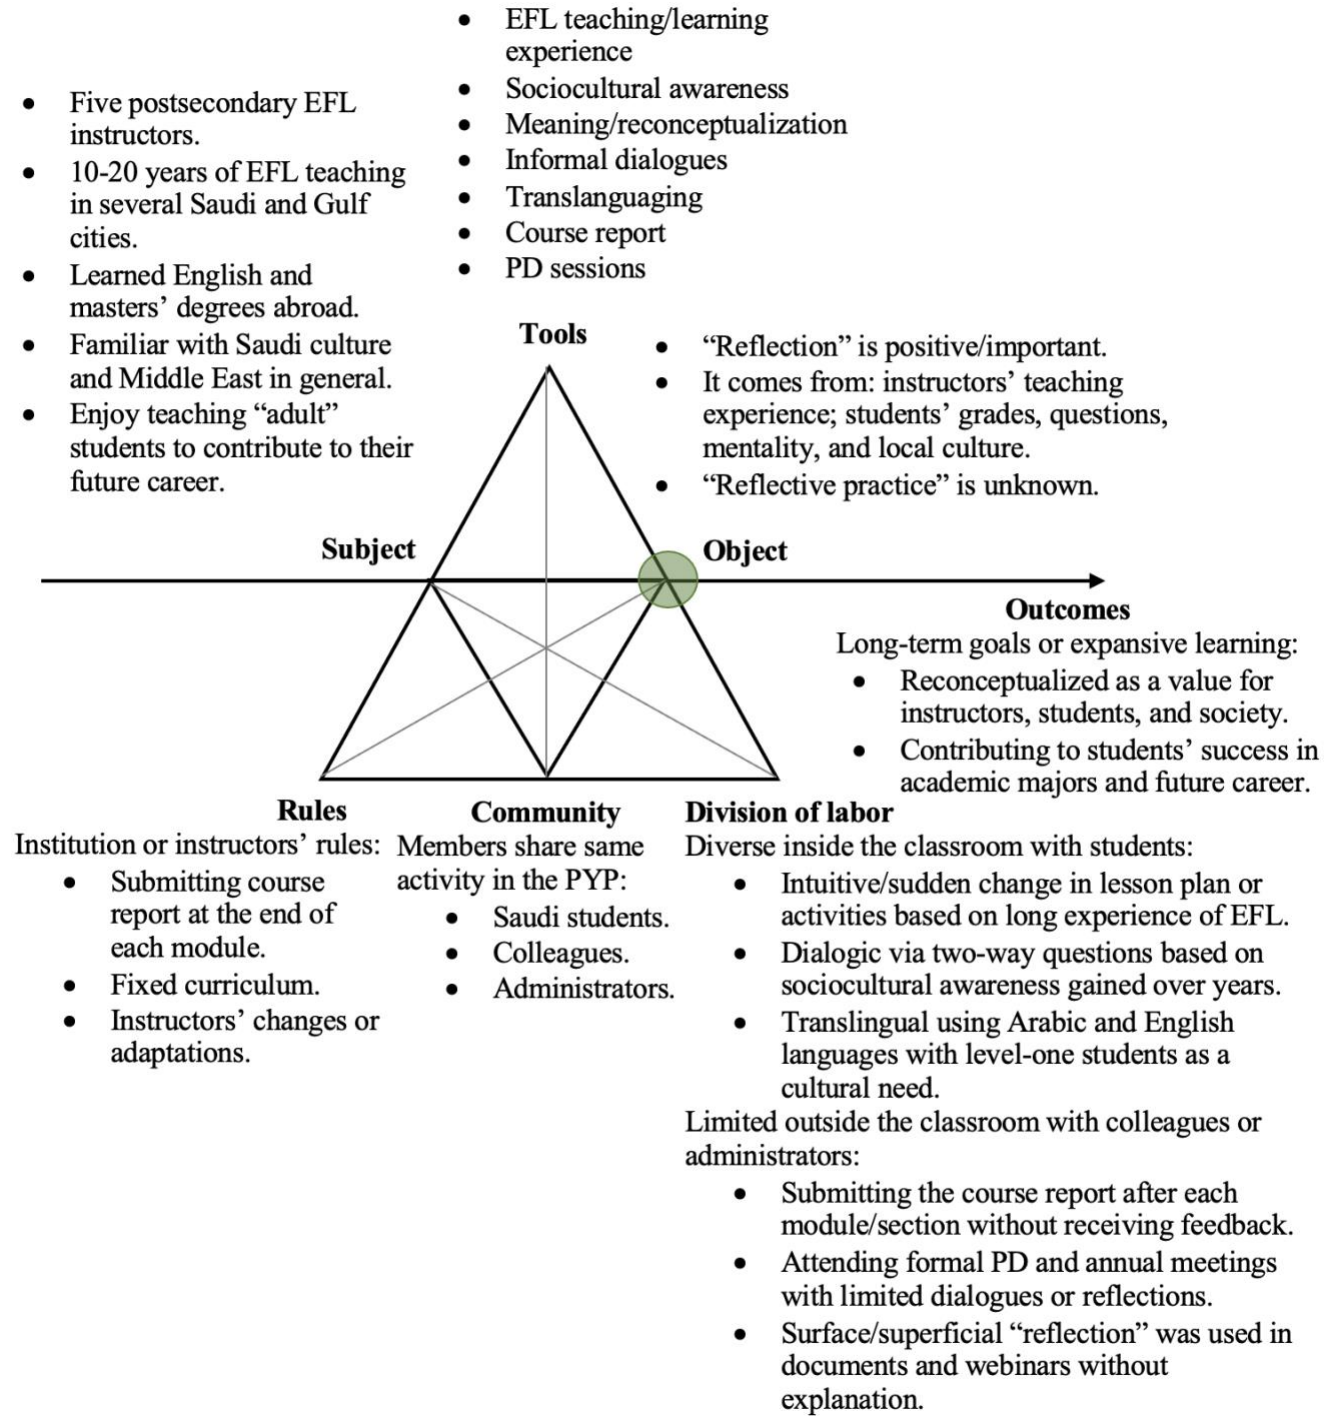 • EFL teaching/learning
experience
• Sociocultural awareness
• Meaning/reconceptualization
• Informal dialogues
• Translanguaging
• Course report
• PD sessions
• Five postsecondary EFL
instructors.
• 10-20 years of EFL teaching
in several Saudi and Gulf
cities.
• Learned English and
masters’ degrees abroad.
• Familiar with Saudi culture
and Middle East in general.
• Enjoy teaching “adult”
students to contribute to their
future career.
Tools
• “Reflection” is positive/important.
• It comes from: instructors’ teaching
experience; students’ grades, questions,
mentality, and local culture.
• “Reflective practice” is unknown.
Subject
Object
Outcomes
Long-term goals or expansive learning:
• Reconceptualized as a value for
instructors, students, and society.
• Contributing to students’ success in
academic majors and future career.
Rules
Institution or instructors’ rules:
• Submitting course
report at the end of
each module.
• Fixed curriculum.
• Instructors’ changes or
adaptations.
Community
Members share same
activity in the PYP:
• Saudi students.
• Colleagues.
• Administrators.
Division of labor
Diverse inside the classroom with students:
• Intuitive/sudden change in lesson plan or
activities based on long experience of EFL.
• Dialogic via two-way questions based on
sociocultural awareness gained over years.
• Translingual using Arabic and English
languages with level-one students as a
cultural need.
Limited outside the classroom with colleagues or
administrators:
• Submitting the course report after each
module/section without receiving feedback.
• Attending formal PD and annual meetings
with limited dialogues or reflections.
• Surface/superficial “reflection” was used in
documents and webinars without
explanation.